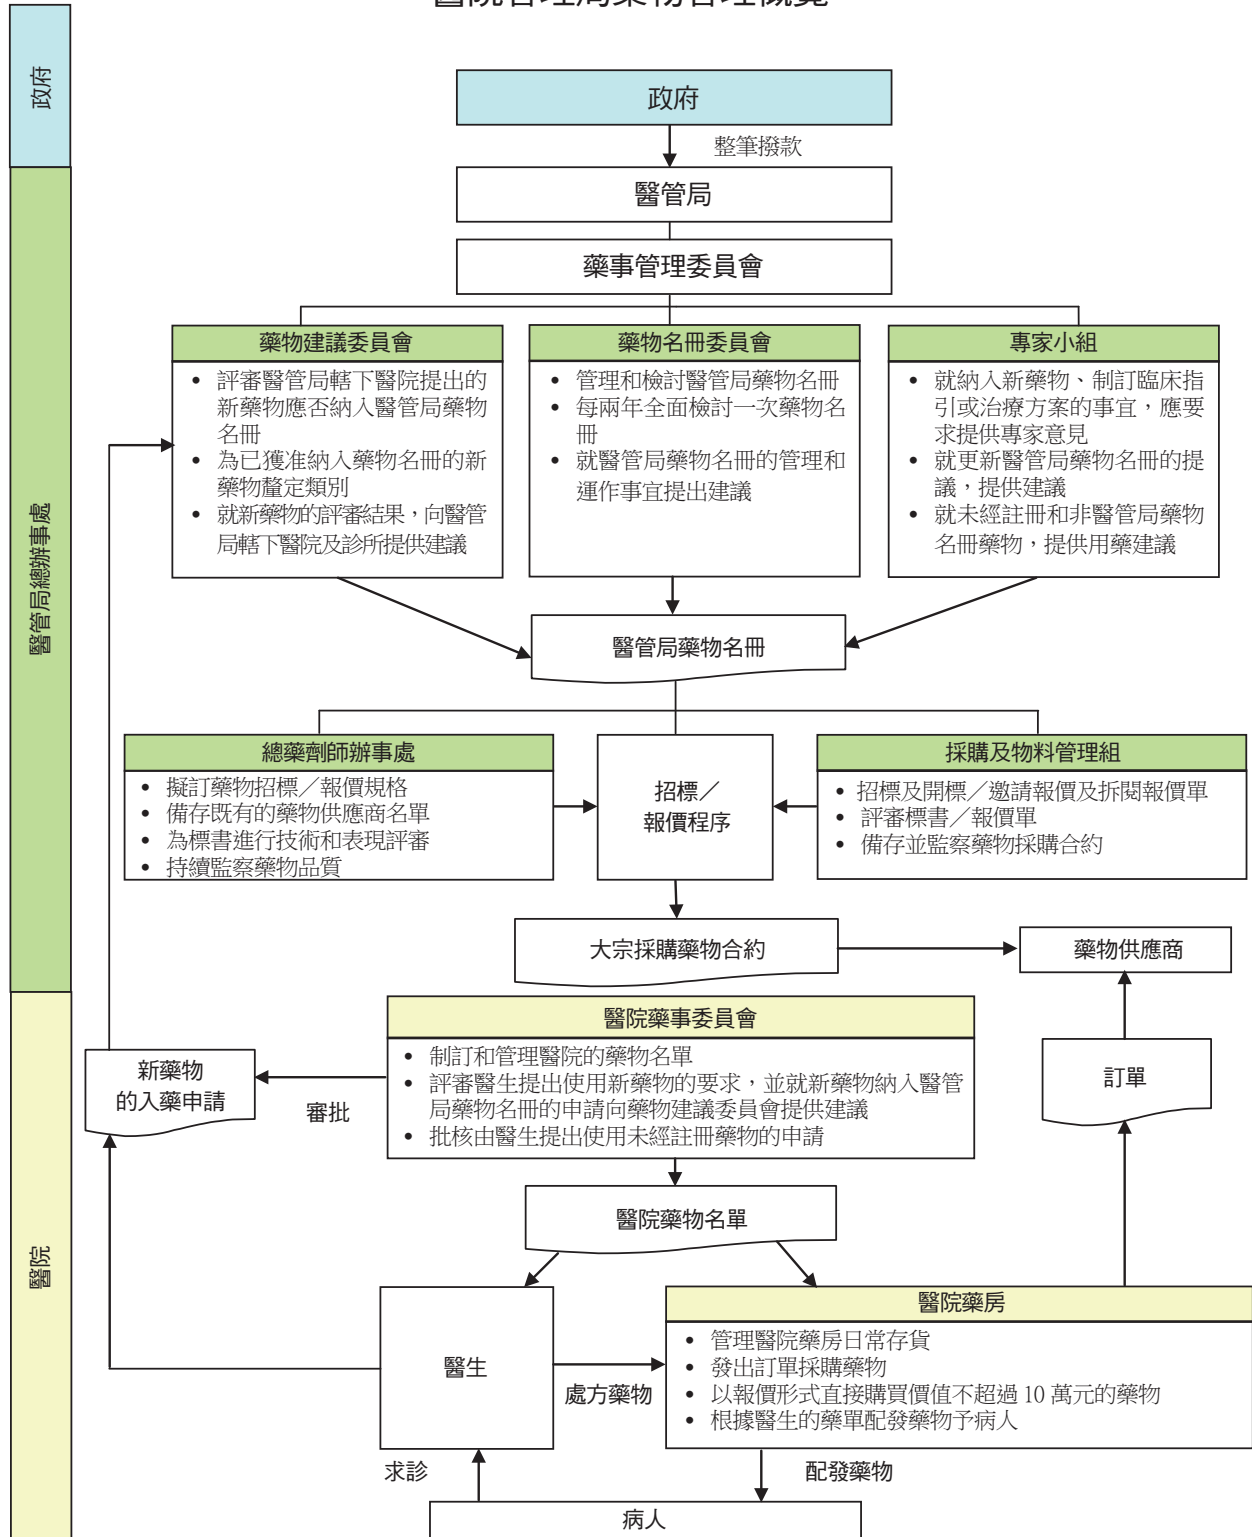 醫院管理局藥物管理概覽
政府
政府
整筆撥款
醫管局總辦事處
醫管局
藥事管理委員會
藥物建議委員會
• 評審醫管局轄下醫院提出的
新藥物應否納入醫管局藥物
名冊
• 為已獲准納入藥物名冊的新
藥物釐定類別
• 就新藥物的評審結果，向醫管
局轄下醫院及診所提供建議
藥物名冊委員會
• 管理和檢討醫管局藥物名冊
• 每兩年全面檢討一次藥物名
冊
• 就醫管局藥物名冊的管理和
運作事宜提出建議
專家小組
• 就納入新藥物、制訂臨床指
引或治療方案的事宜，應要
求提供專家意見
• 就更新醫管局藥物名冊的提
議，提供建議
• 就未經註冊和非醫管局藥物
名冊藥物，提供用藥建議
醫管局藥物名冊
總藥劑師辦事處
• 擬訂藥物招標／報價規格
• 備存既有的藥物供應商名單
• 為標書進行技術和表現評審
• 持續監察藥物品質
招標／
報價程序
採購及物料管理組
• 招標及開標／邀請報價及拆閱報價單
• 評審標書／報價單
• 備存並監察藥物採購合約
大宗採購藥物合約
藥物供應商
醫院
醫院藥事委員會
• 制訂和管理醫院的藥物名單
• 評審醫生提出使用新藥物的要求，並就新藥物納入醫管
局藥物名冊的申請向藥物建議委員會提供建議
• 批核由醫生提出使用未經註冊藥物的申請
新藥物
的入藥申請
審批
訂單
醫院藥物名單
醫生
處方藥物
醫院藥房
• 管理醫院藥房日常存貨
• 發出訂單採購藥物
• 以報價形式直接購買價值不超過 10 萬元的藥物
• 根據醫生的藥單配發藥物予病人
求診
配發藥物
病人